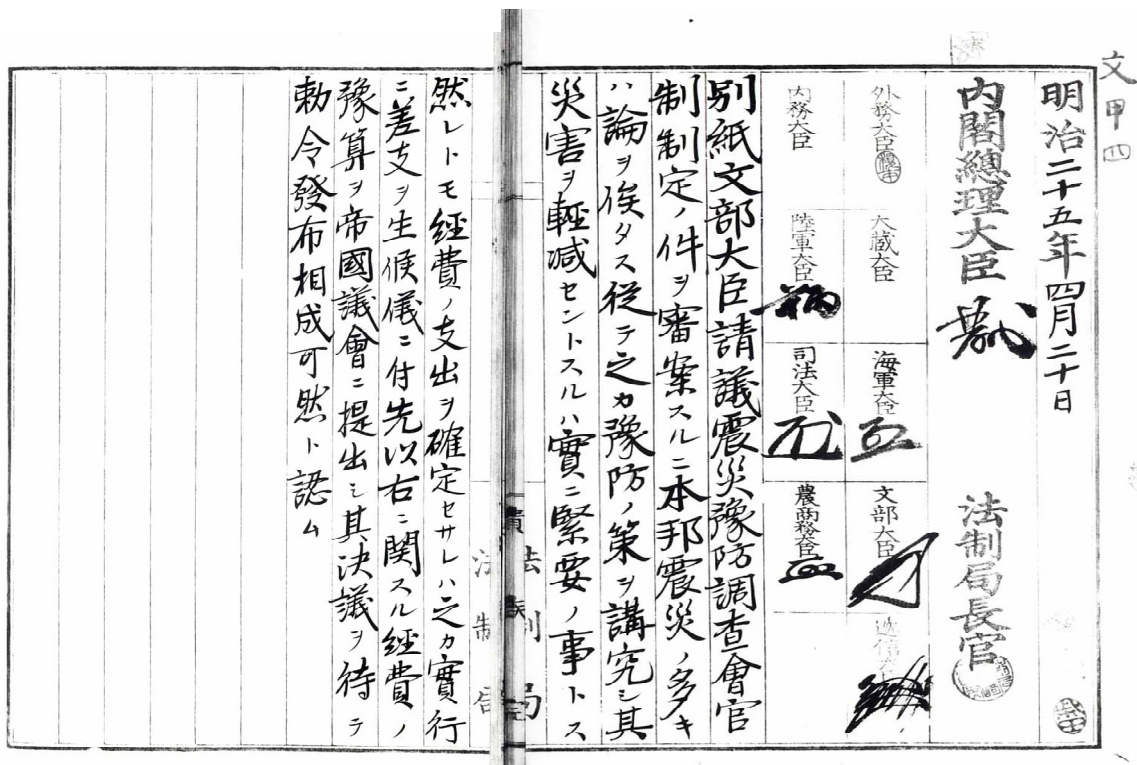 文甲四
明治二十五年四月二十日
内閣總理大臣
法制局長官
外務大臣
大蔵大臣
海軍大臣
文部大臣
逓信大臣
内務大臣
陸軍大臣
司法大臣
農商務大臣
別紙文部大臣請議震災豫防調査會官
制制定ノ件ヲ審案スルニ本邦震災ノ多キ
ハ論ヲ俟タス従テ之カ豫防ノ策ヲ講究シ其
災害ヲ輕減セントスルハ實ニ緊要ノ事トス
法制局
法制局
然レトモ經費ノ支出ヲ確定セサレハ之カ實行
ニ差支ヲ生候儀ニ付先以右ニ関スル經費ノ
豫算ヲ帝國議會ニ提出シ其決議ヲ待テ
勅令發布相成可然ト認ム